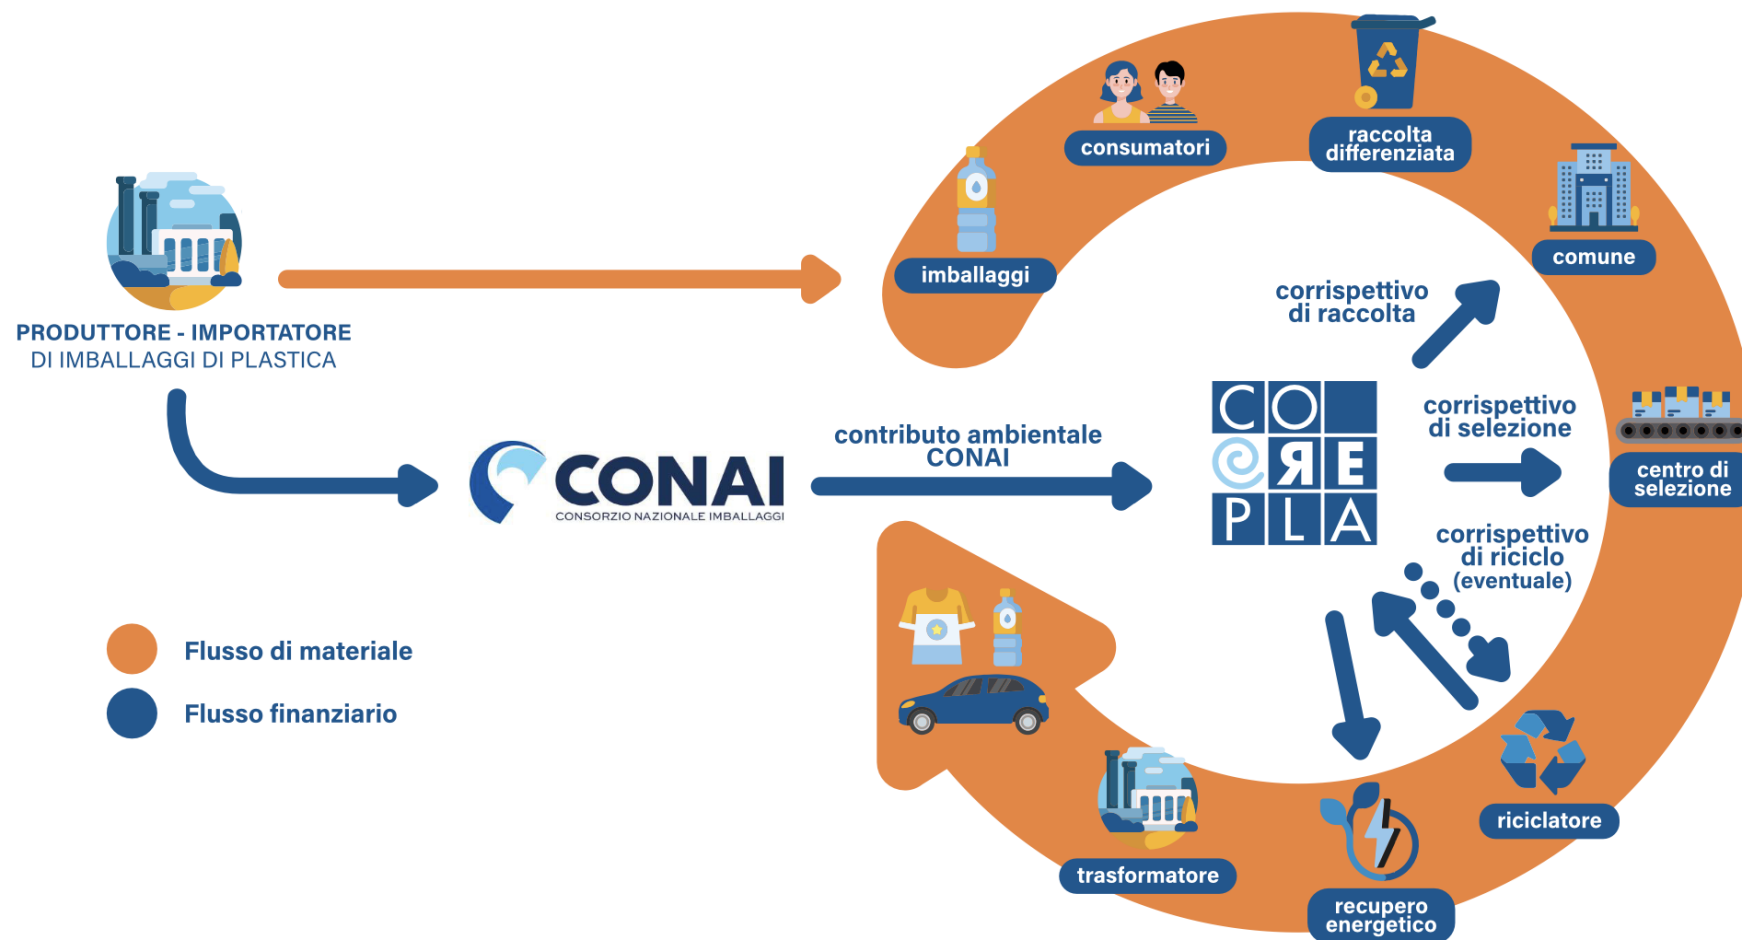 raccolta
differenziata
consumatori
comune
imballaggi
corrispettivo
di raccolta
PRODUTTORE - IMPORTATORE
DI IMBALLAGGI DI PLASTICA
contributo ambientale
CONAI
CONAI
CONSORZIO NAZIONALE IMBALLAGGI
CO
RE
PLA
corrispettivo
di selezione
centro di
selezione
corrispettivo
di riciclo
(eventuale)
Flusso di materiale
Flusso finanziario
riciclatore
trasformatore
recupero
energetico